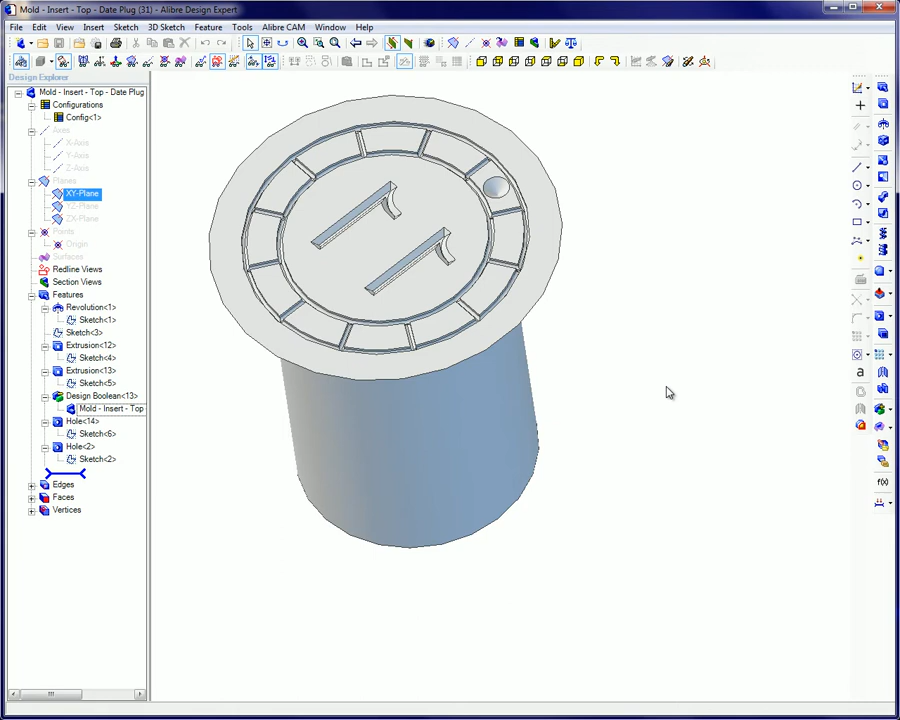 Mold - Insert - Top - Date Plug (31) - Alibre Design Expert
File Edit View Insert Sketch 3D Sketch Feature Tools Alibre CAM Window Help
Design Explorer
Mold - Insert - Top - Date Plug
Configurations
Config<1>
Axes
X-Axis
Y-Axis
Z-Axis
Planes
XY-Plane
YZ-Plane
ZX-Plane
Points
Origin
Surfaces
Redline Views
Section Views
Features
Revolution<1>
Sketch<1>
Sketch<3>
Extrusion<12>
Sketch<4>
Extrusion<13>
Sketch<5>
Design Boolean<13>
Mold - Insert - Top
Hole<14>
Sketch<6>
Hole<2>
Sketch<2>
Edges
Faces
Vertices
a
f(x)
11